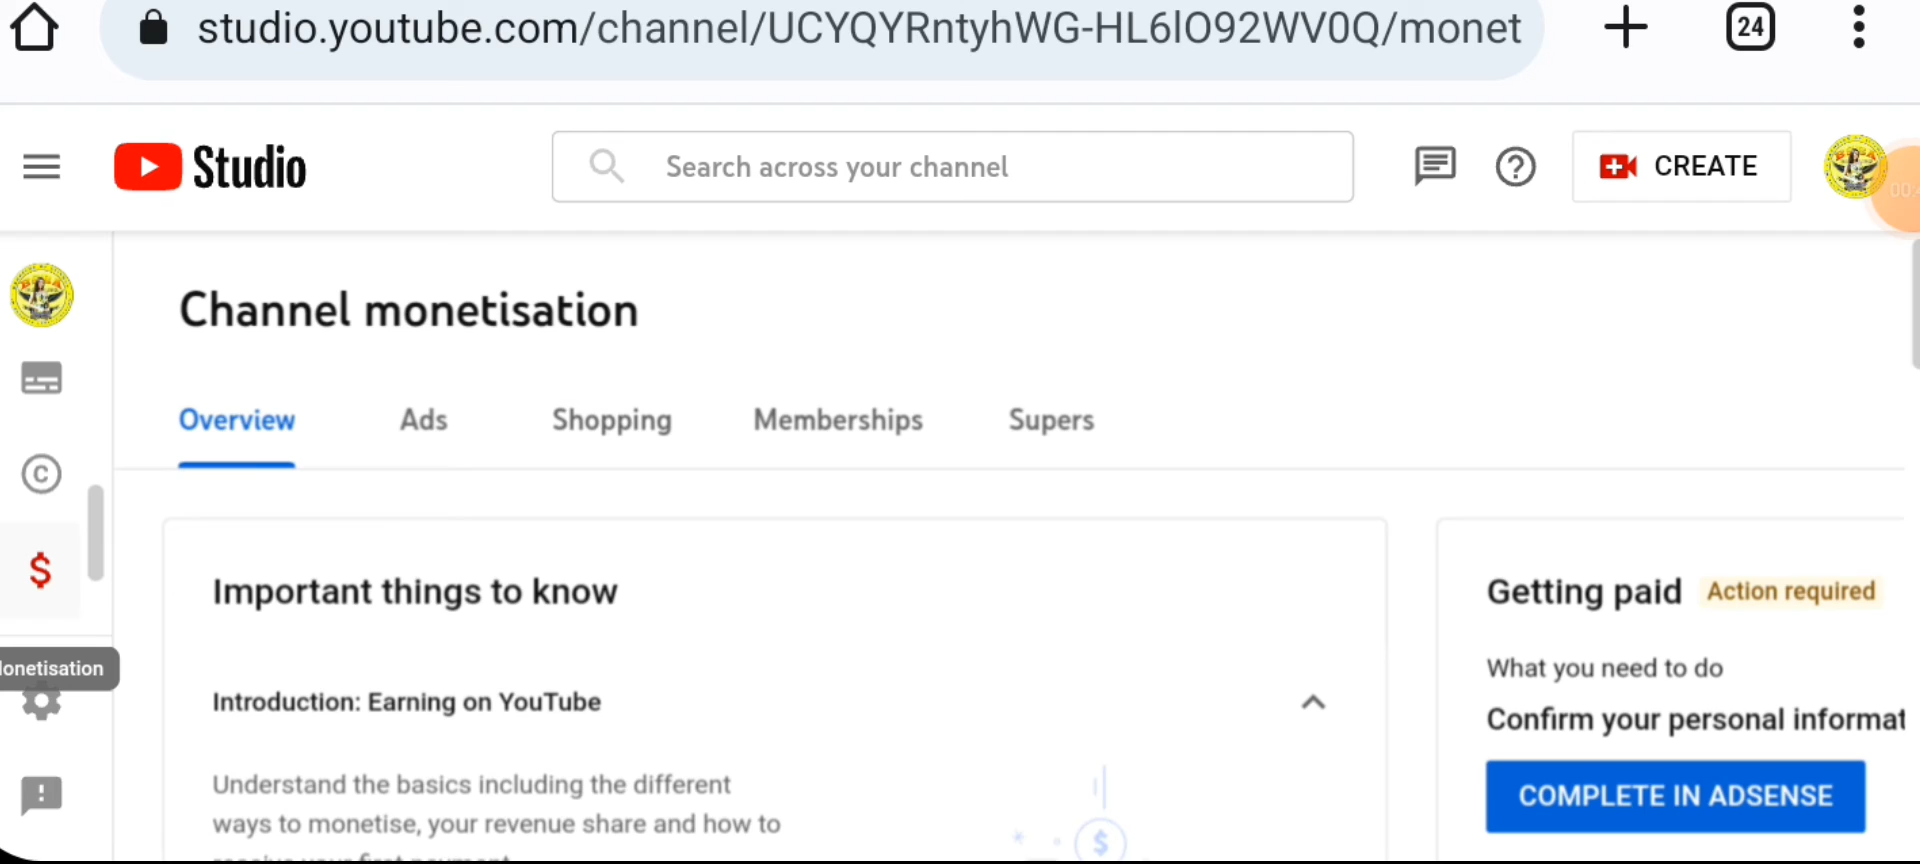 studio.youtube.com/channel/UCYQYRntyhWG-HL6lO92WV0Q/monet
24
Studio
Search across your channel
CREATE
Channel monetisation
Overview Ads Shopping Memberships Supers
Important things to know
Getting paid Action required
What you need to do
onetisation
Introduction: Earning on YouTube
Confirm your personal informat
Understand the basics including the different
COMPLETE IN ADSENSE
ways to monetise, your revenue share and how to